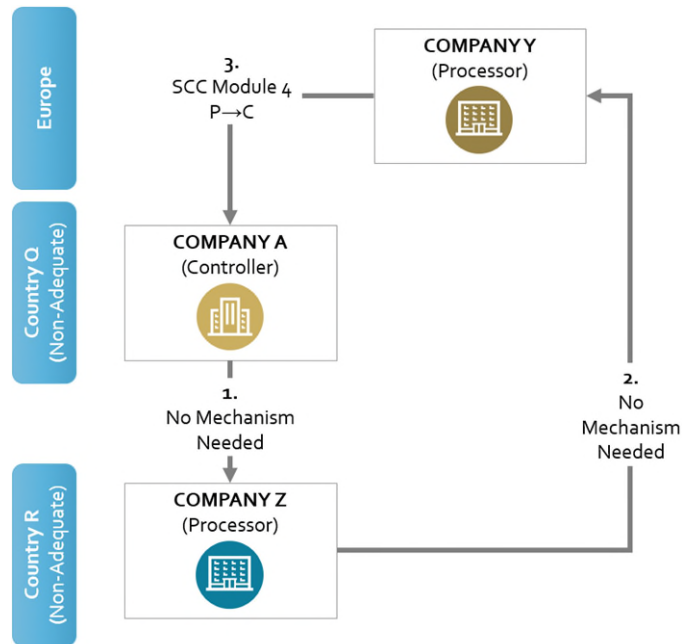 Europe
COMPANY Y
(Processor)
3.
SCC Module 4
P→C
Country Q
(Non-Adequate)
COMPANY A
(Controller)
1.
No Mechanism
Needed
2.
No
Mechanism
Needed
Country R
(Non-Adequate)
COMPANY Z
(Processor)